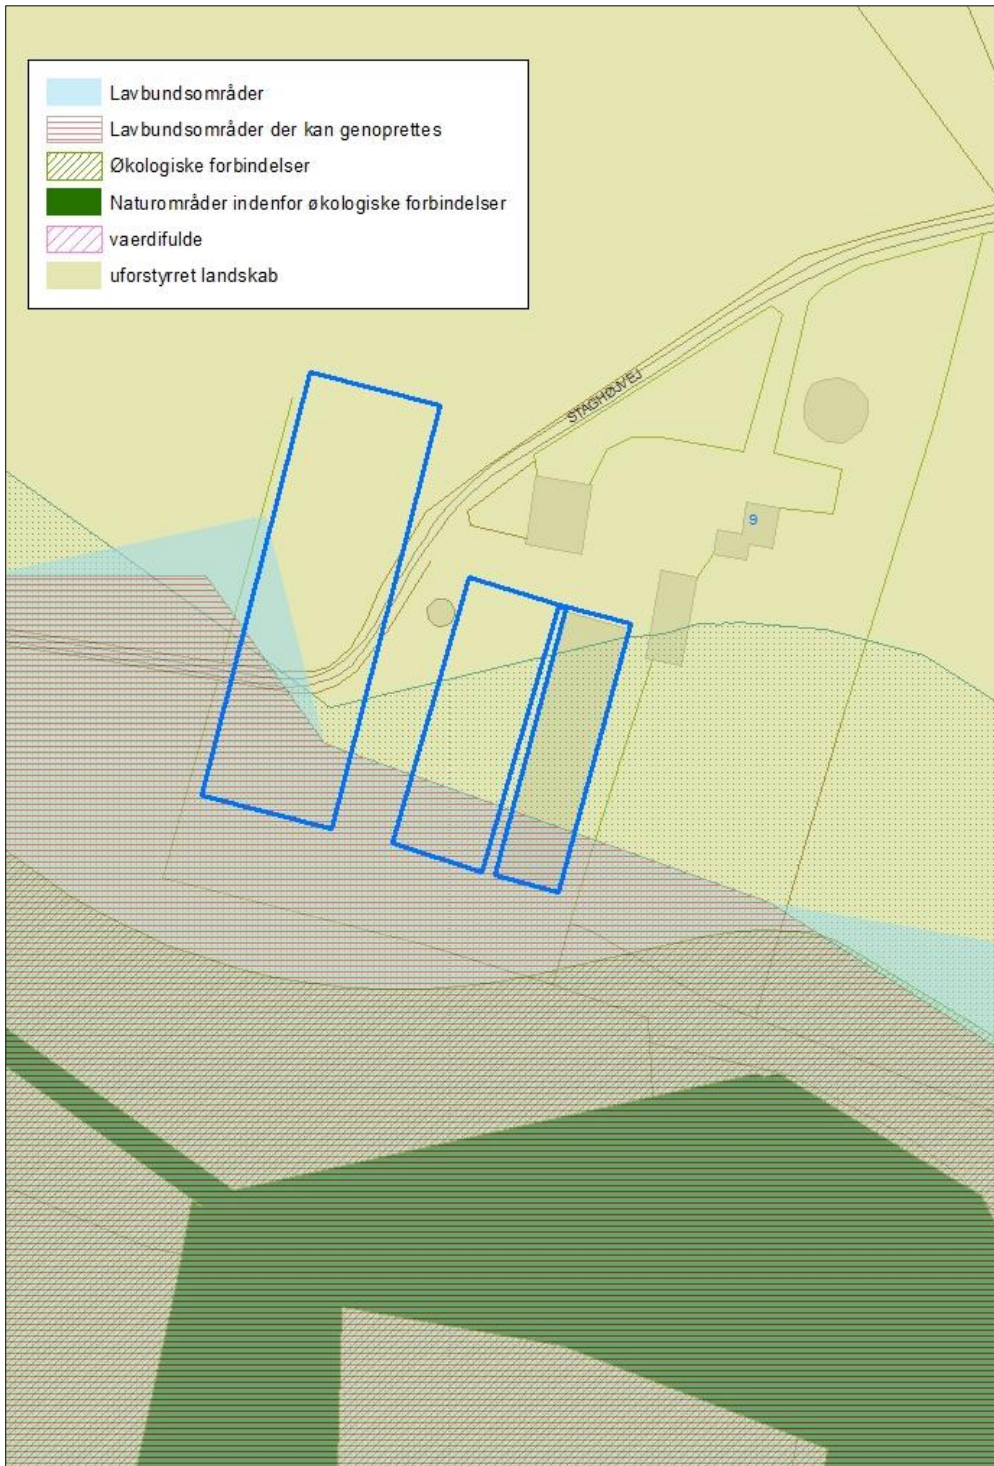 Lavbundsområder
Lavbundsområder der kan genoprettes
Økologiske forbindelser
Naturområder indenfor økologiske forbindelser
vaerdifulde
uforstyrret landskab
STAGHØJVEJ
9